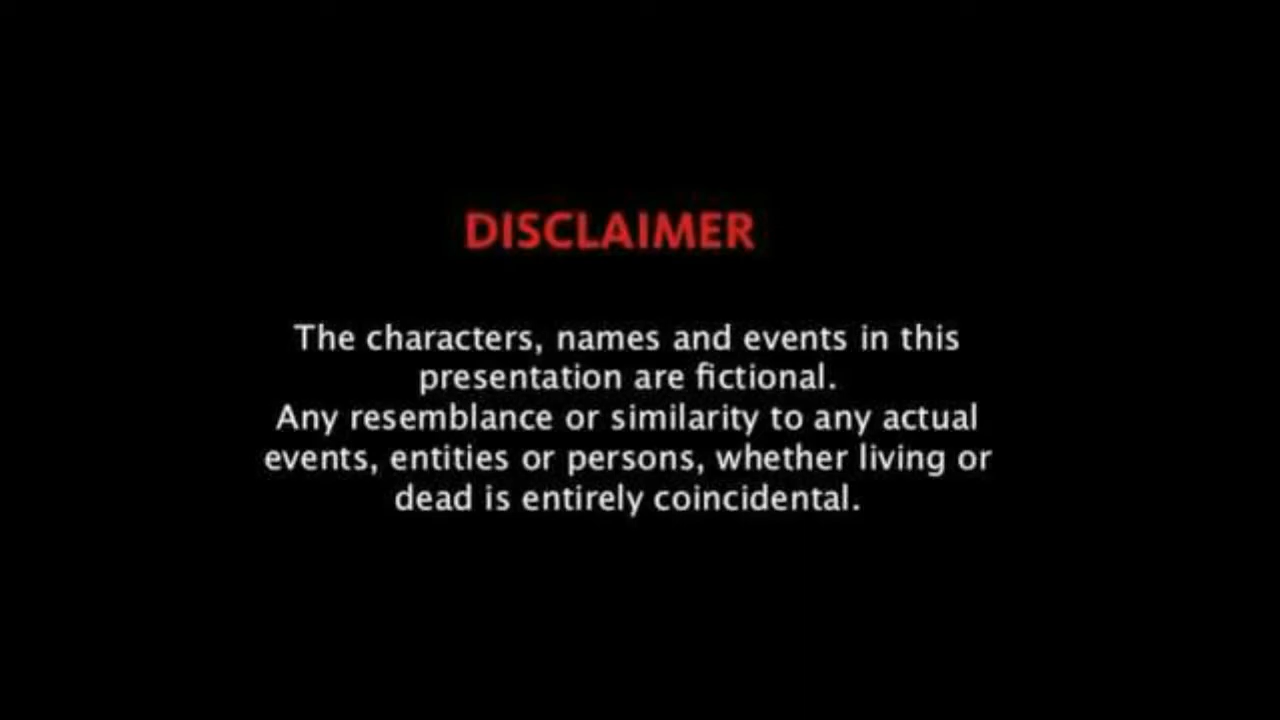 DISCLAIMER
The characters, names and events in this
presentation are fictional.
Any resemblance or similarity to any actual
events, entities or persons, whether living or
dead is entirely coincidental.